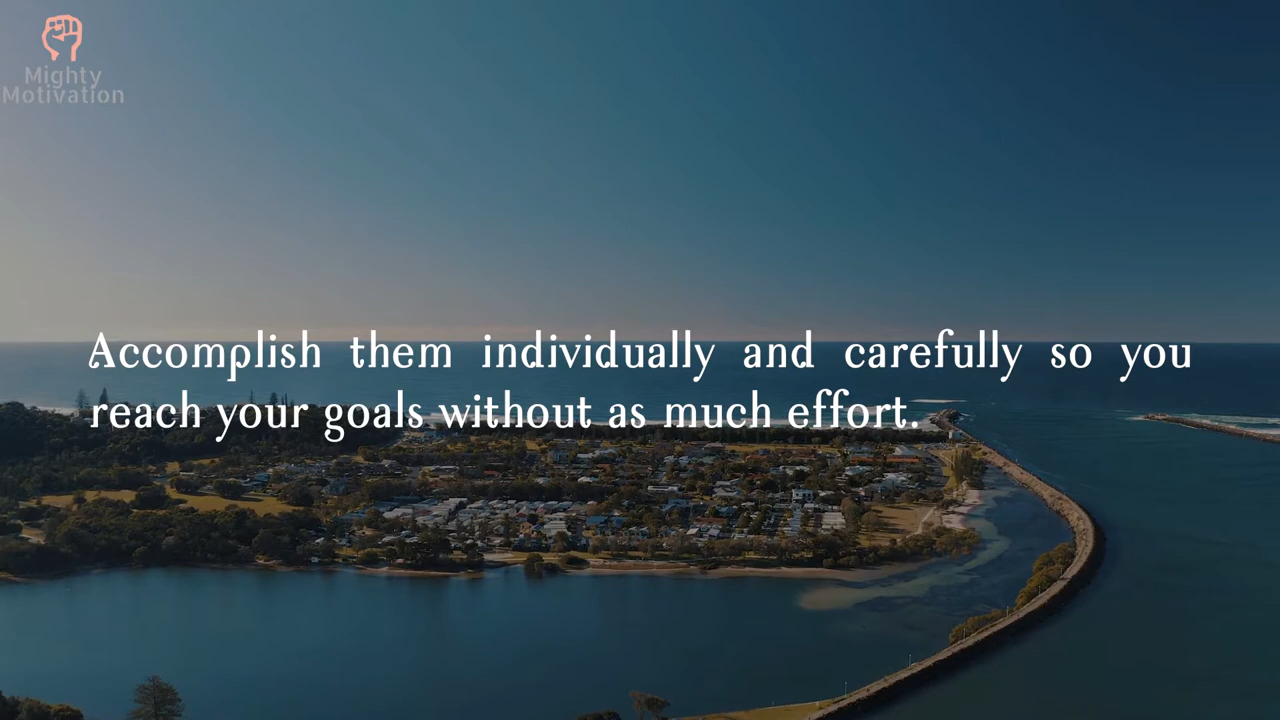 Mighty
Motivation
Accomplish them individually and carefully so you
reach your goals without as much effort.